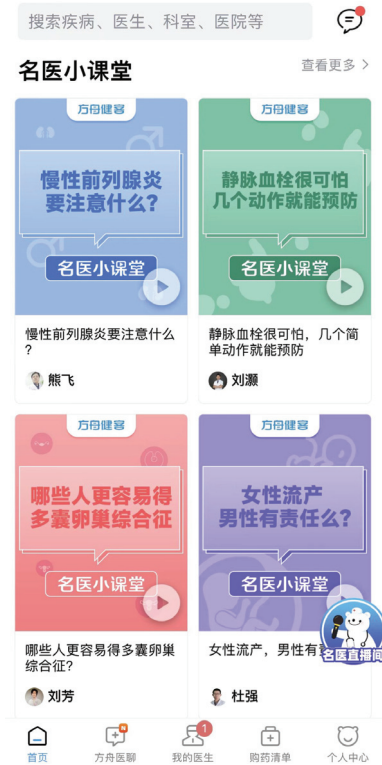 搜索疾病、医生、科室、医院等
名医小课堂
查看更多
方舟健客
慢性前列腺炎
要注意什么?
名医小课堂
慢性前列腺炎要注意什么
?
熊飞
方舟健客
静脉血栓很可怕
几个动作就能预防
名医小课堂
静脉血栓很可怕，几个简
单动作就能预防
刘灏
方舟健客
哪些人更容易得
多囊卵巢综合征
名医小课堂
哪些人更容易得多囊卵巢
综合征?
刘芳
方舟健客
女性流产
男性有责任么?
名医小课堂
女性流产，男性有责
杜强
名医直播间
首页
N
方舟医聊
1
我的医生
购药清单
个人中心